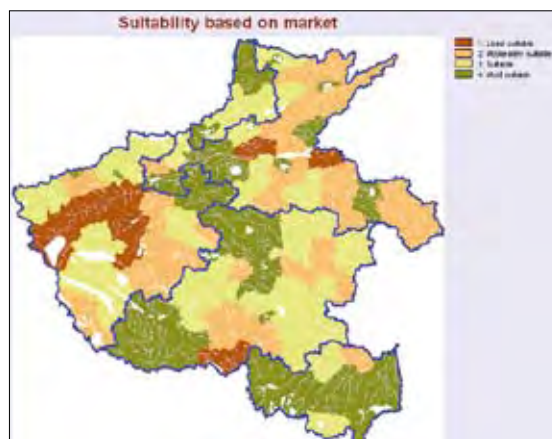 Suitability based on market
1. Least suitable
2. Moderately suitable
3. Suitable
4. Most suitable